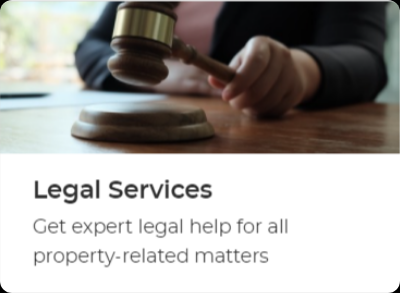 Legal Services
Get expert legal help for all
property-related matters